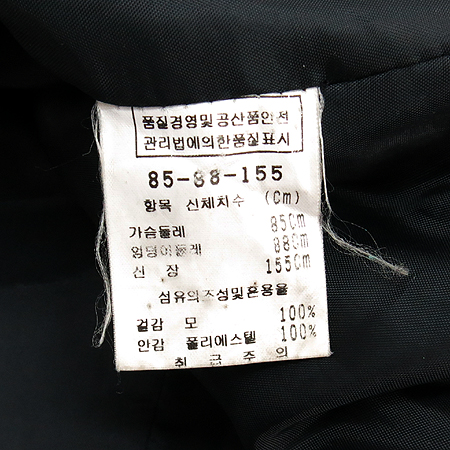 품질경영및공산품안전
관리법에의한품질표시
85-88-155
항목 신체치수 (Cm)
가슴둘레 85Cm
엉덩이둘레 88Cm
신 장 155Cm
섬유의조성및혼용율
겉감 모 100%
안감 폴리에스텔 100%
취 급 주 의